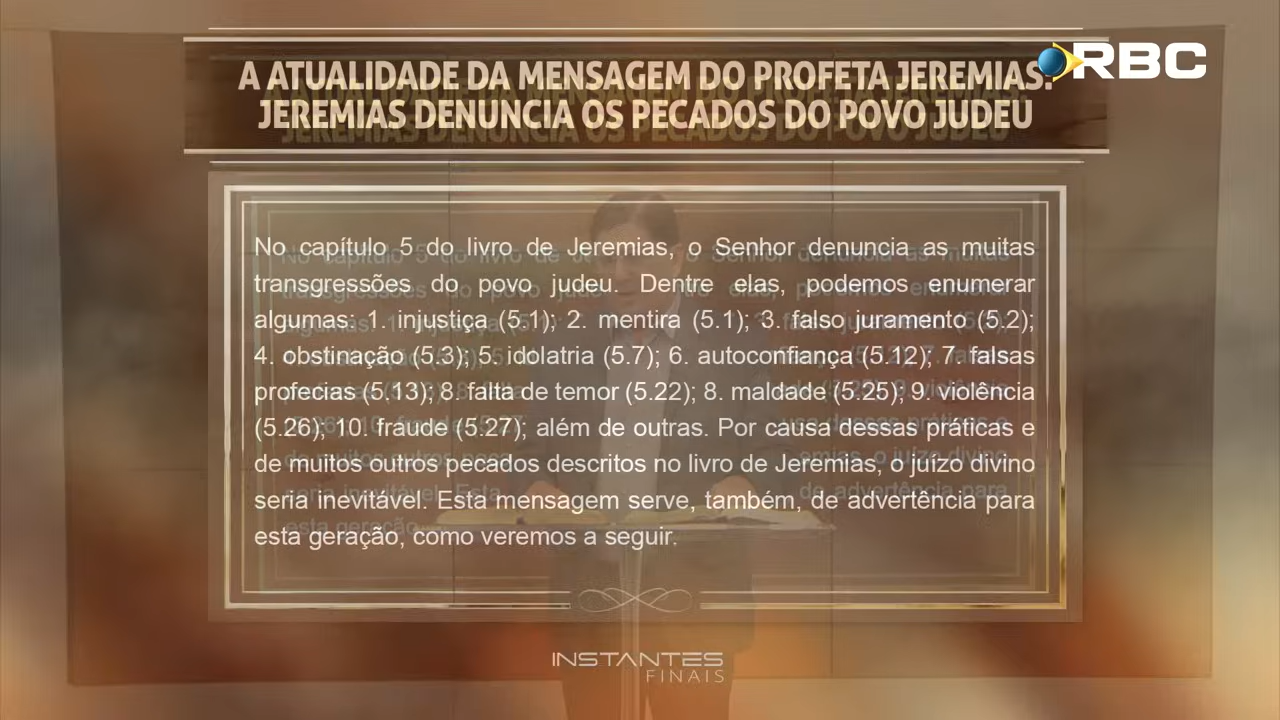 A ATUALIDADE DA MENSAGEM DO PROFETA JEREMIAS:
JEREMIAS DENUNCIA OS PECADOS DO POVO JUDEU
RBC
No capítulo 5 do livro de Jeremias, o Senhor denuncia as muitas
transgressões do povo judeu. Dentre elas, podemos enumerar
algumas: 1. injustiça (5.1); 2. mentira (5.1); 3. falso juramento (5.2);
4. obstinação (5.3); 5. idolatria (5.7); 6. autoconfiança (5.12); 7. falsas
profecias (5.13); 8. falta de temor (5.22); 8. maldade (5.25); 9. violência
(5.26); 10. fraude (5.27); além de outras. Por causa dessas práticas e
de muitos outros pecados descritos no livro de Jeremias, o juízo divino
seria inevitável. Esta mensagem serve, também, de advertência para
esta geração, como veremos a seguir.
INSTANTES
FINAIS